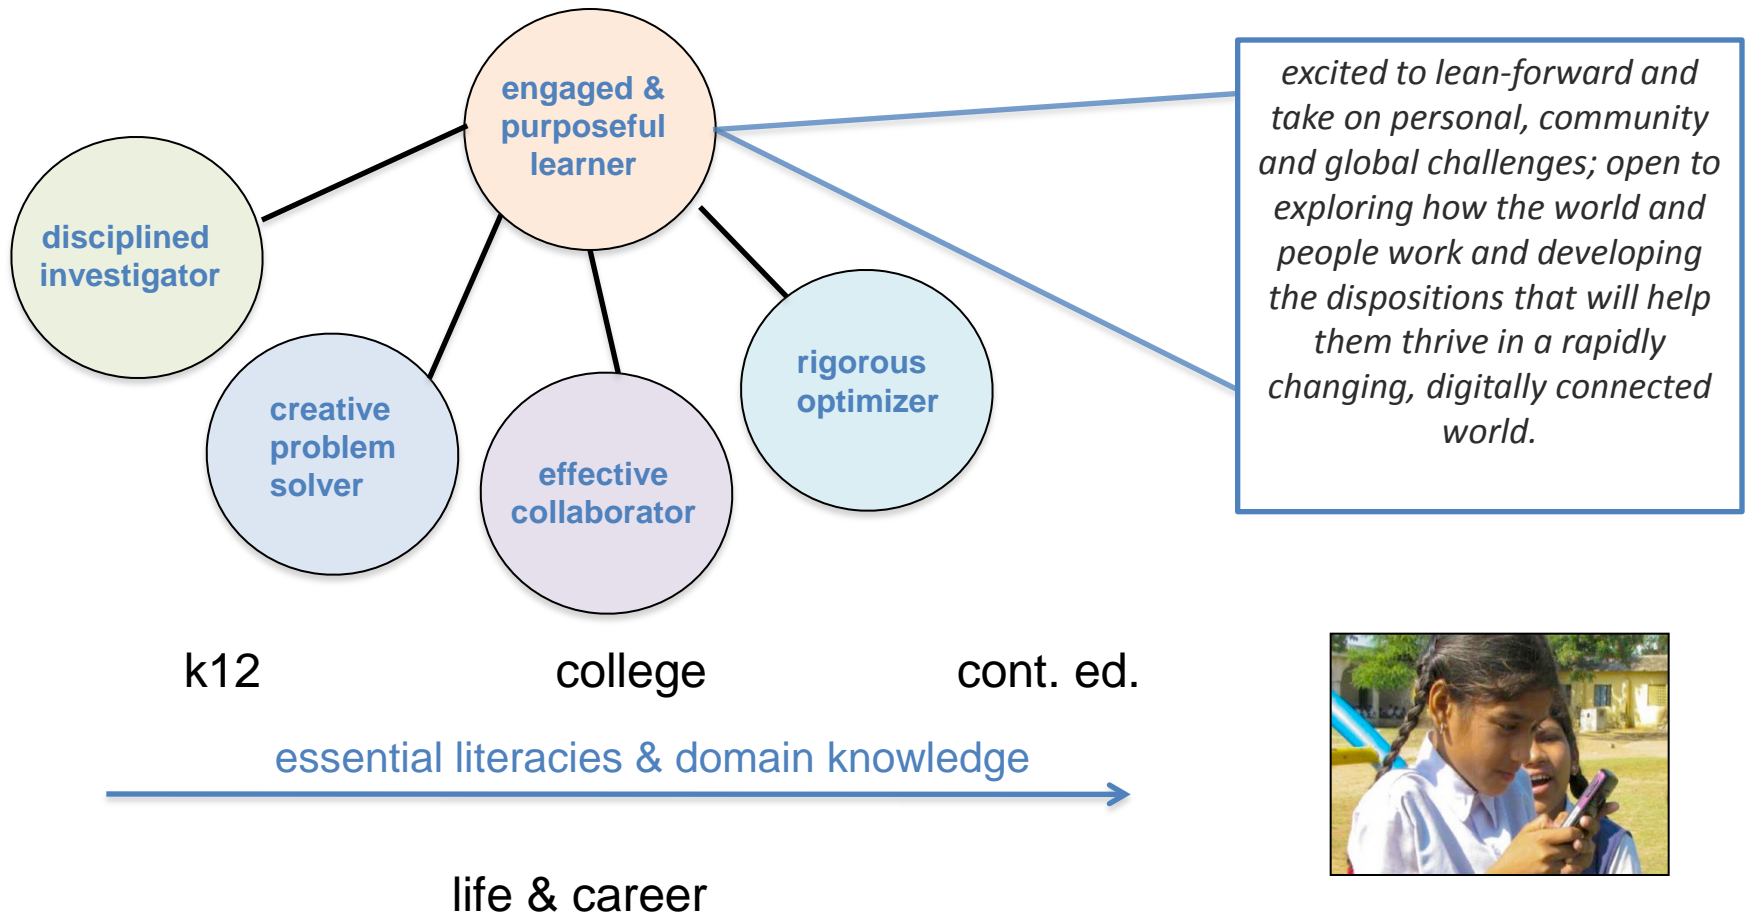 engaged &
purposeful
learner
disciplined
investigator
creative
problem
solver
effective
collaborator
rigorous
optimizer
excited to lean-forward and
take on personal, community
and global challenges; open to
exploring how the world and
people work and developing
the dispositions that will help
them thrive in a rapidly
changing, digitally connected
world.
k12
college
cont. ed.
essential literacies & domain knowledge
life & career